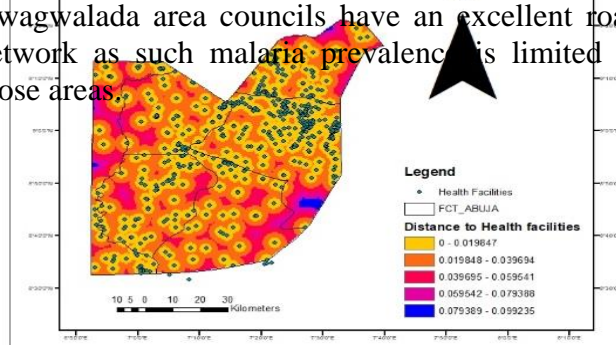 wagwalada area councils have an excellent roa
etwork as such malaria prevalence is limited
ose areas.
Legend
Health Facilities
FCT_ABUJA
Distance to Health facilities
0 - 0.019847
0.019848 - 0.039694
0.039695 - 0.059541
0.059542 - 0.079388
0.079389 - 0.099235
10 5 0 10 20 30
Kilometers